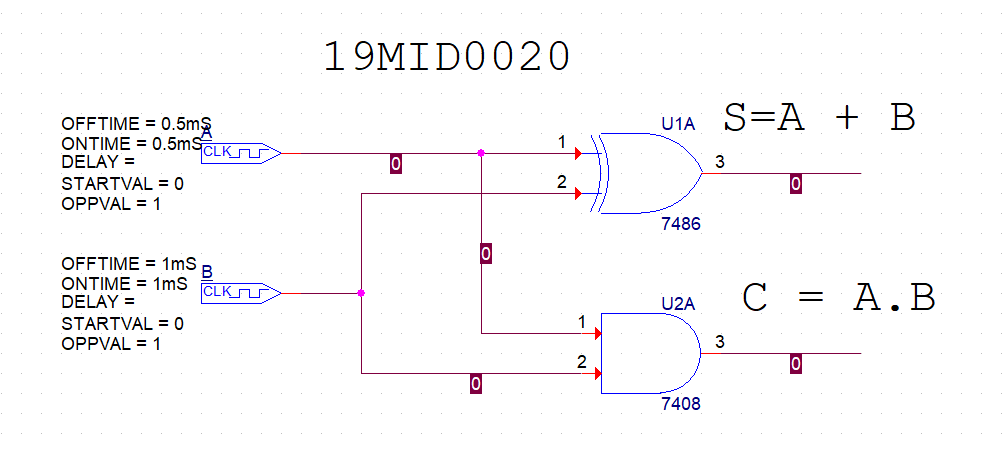 19MID0020
OFFTIME = 0.5mS
ONTIME = 0.5mS
DELAY =
STARTVAL = 0
OPPVAL = 1
A
CLK
0
1
2
U1A
3
7486
S=A + B
0
0
OFFTIME = 1mS
ONTIME = 1mS
DELAY =
STARTVAL = 0
OPPVAL = 1
B
CLK
0
1
2
U2A
3
7408
C = A.B
0